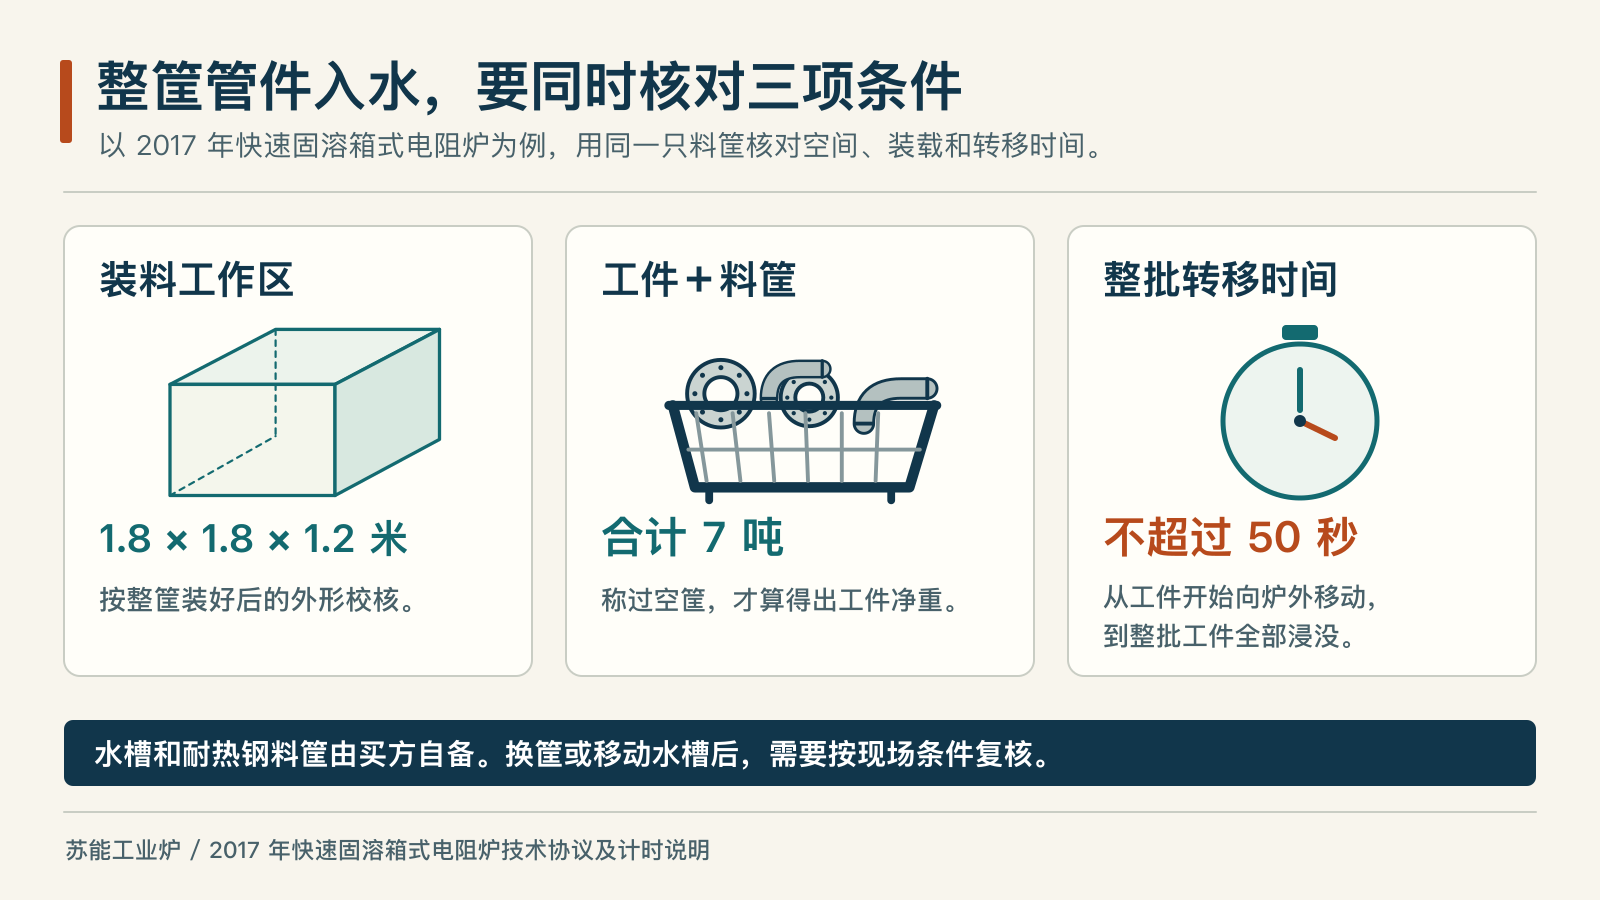 整筐管件入水，要同时核对三项条件
以 2017 年快速固溶箱式电阻炉为例，用同一只料筐核对空间、装载和转移时间。
装料工作区
1.8 × 1.8 × 1.2 米
按整筐装好后的外形校核。
工件＋料筐
合计 7 吨
称过空筐，才算得出工件净重。
整批转移时间
不超过 50 秒
从工件开始向炉外移动，
到整批工件全部浸没。
水槽和耐热钢料筐由买方自备。换筐或移动水槽后，需要按现场条件复核。
苏能工业炉 / 2017 年快速固溶箱式电阻炉技术协议及计时说明